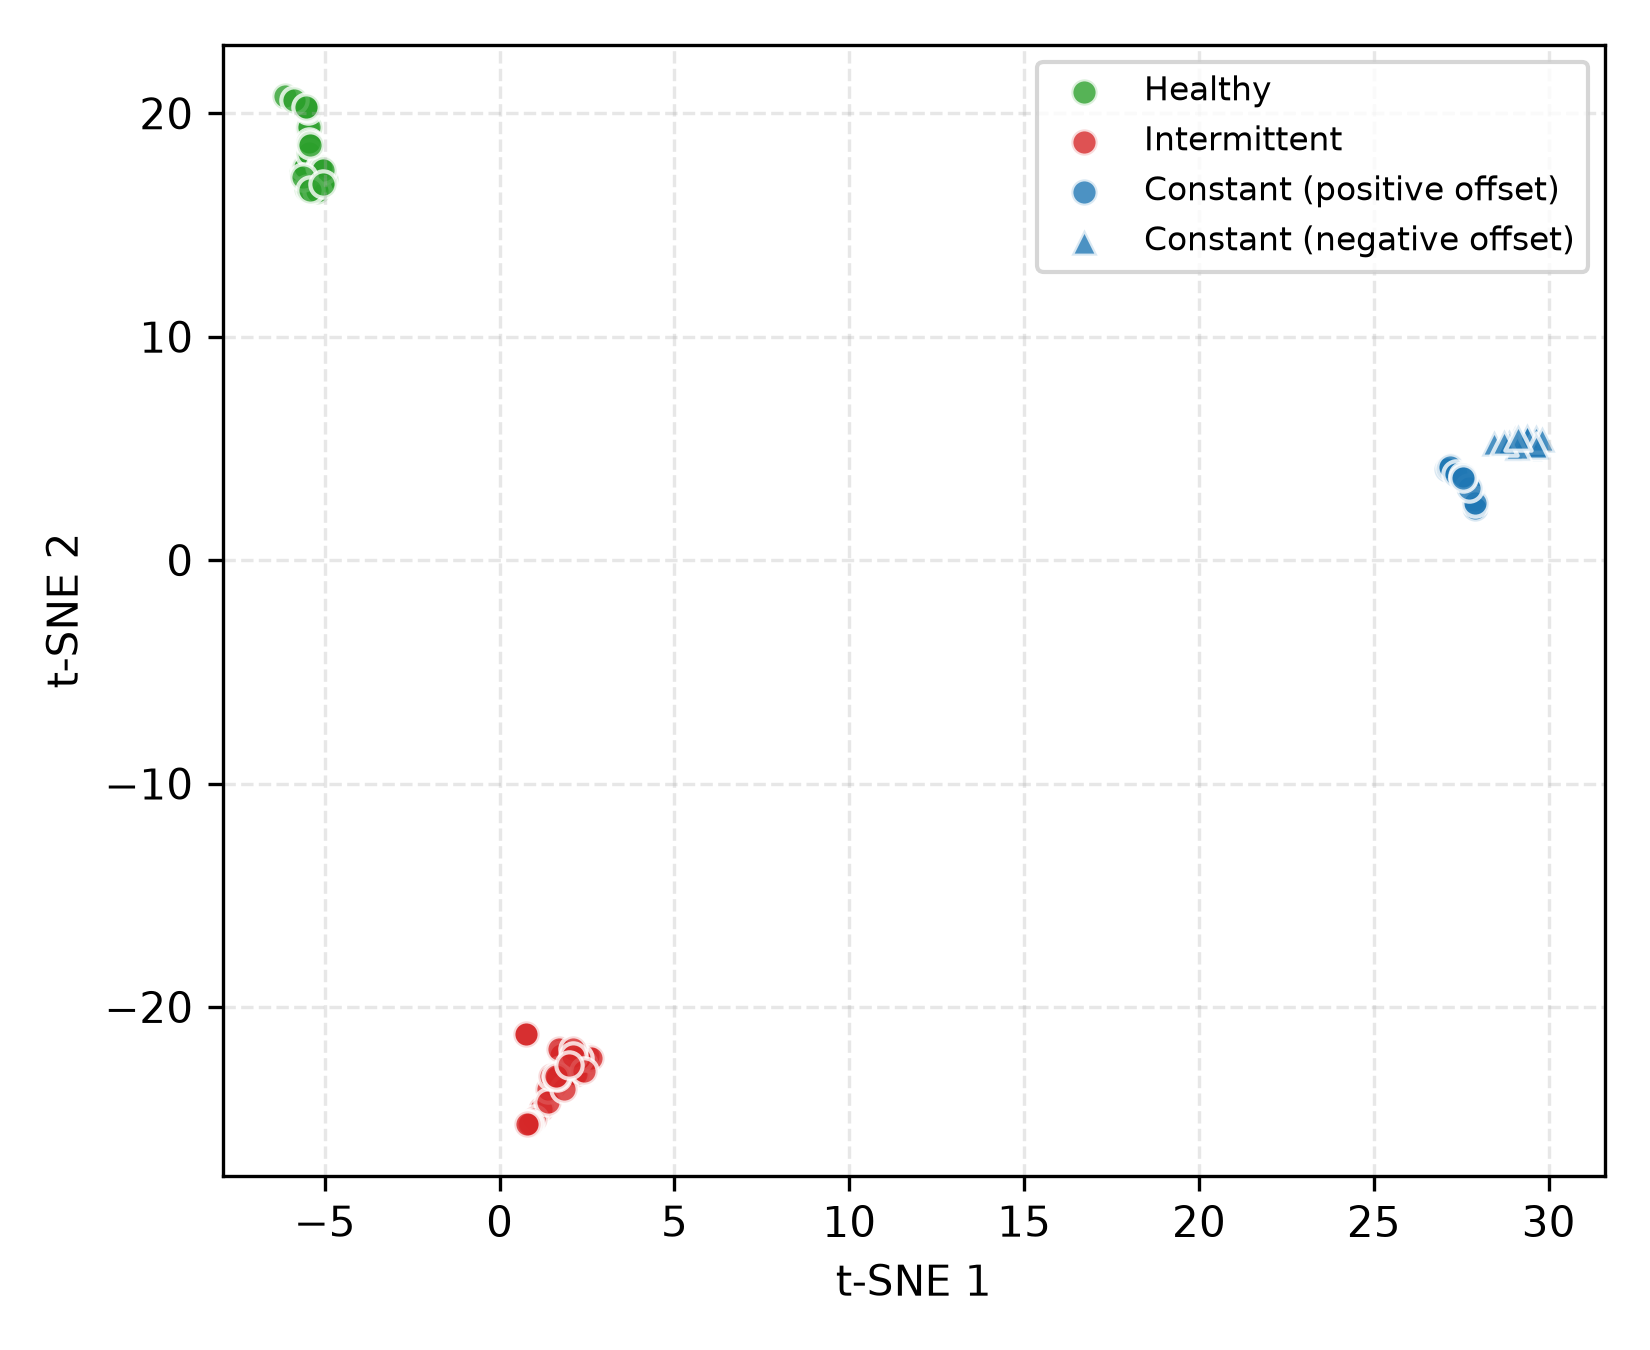 Healthy
Intermittent
Constant (positive offset)
Constant (negative offset)
20
10
0
−10
−20
t-SNE 2
−5 0 5 10 15 20 25 30
t-SNE 1